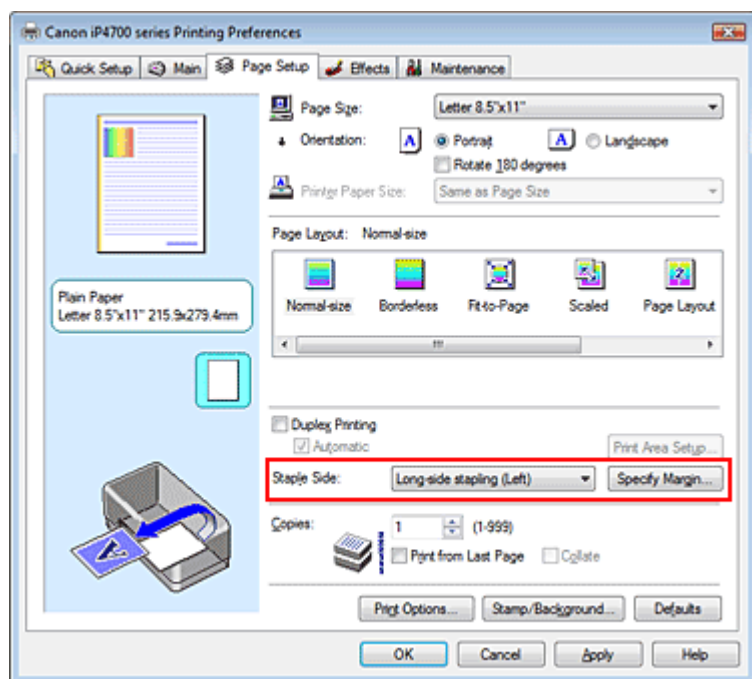 Canon iP4700 series Printing Preferences
Quick Setup Main Page Setup Effects Maintenance
Page Size: Letter 8.5"x11"
Orientation: A Portrait A Landscape
Rotate 180 degrees
Printer Paper Size: Same as Page Size
Page Layout: Normal-size
Normal-size Borderless Fit-to-Page Scaled Page Layout
Plain Paper
Letter 8.5"x11" 215.9x279.4mm
Duplex Printing
Automatic Print Area Setup...
Staple Side: Long-side stapling (Left) Specify Margin...
Copies: 1 (1-999)
Print from Last Page Collate
Print Options... Stamp/Background... Defaults
OK Cancel Apply Help